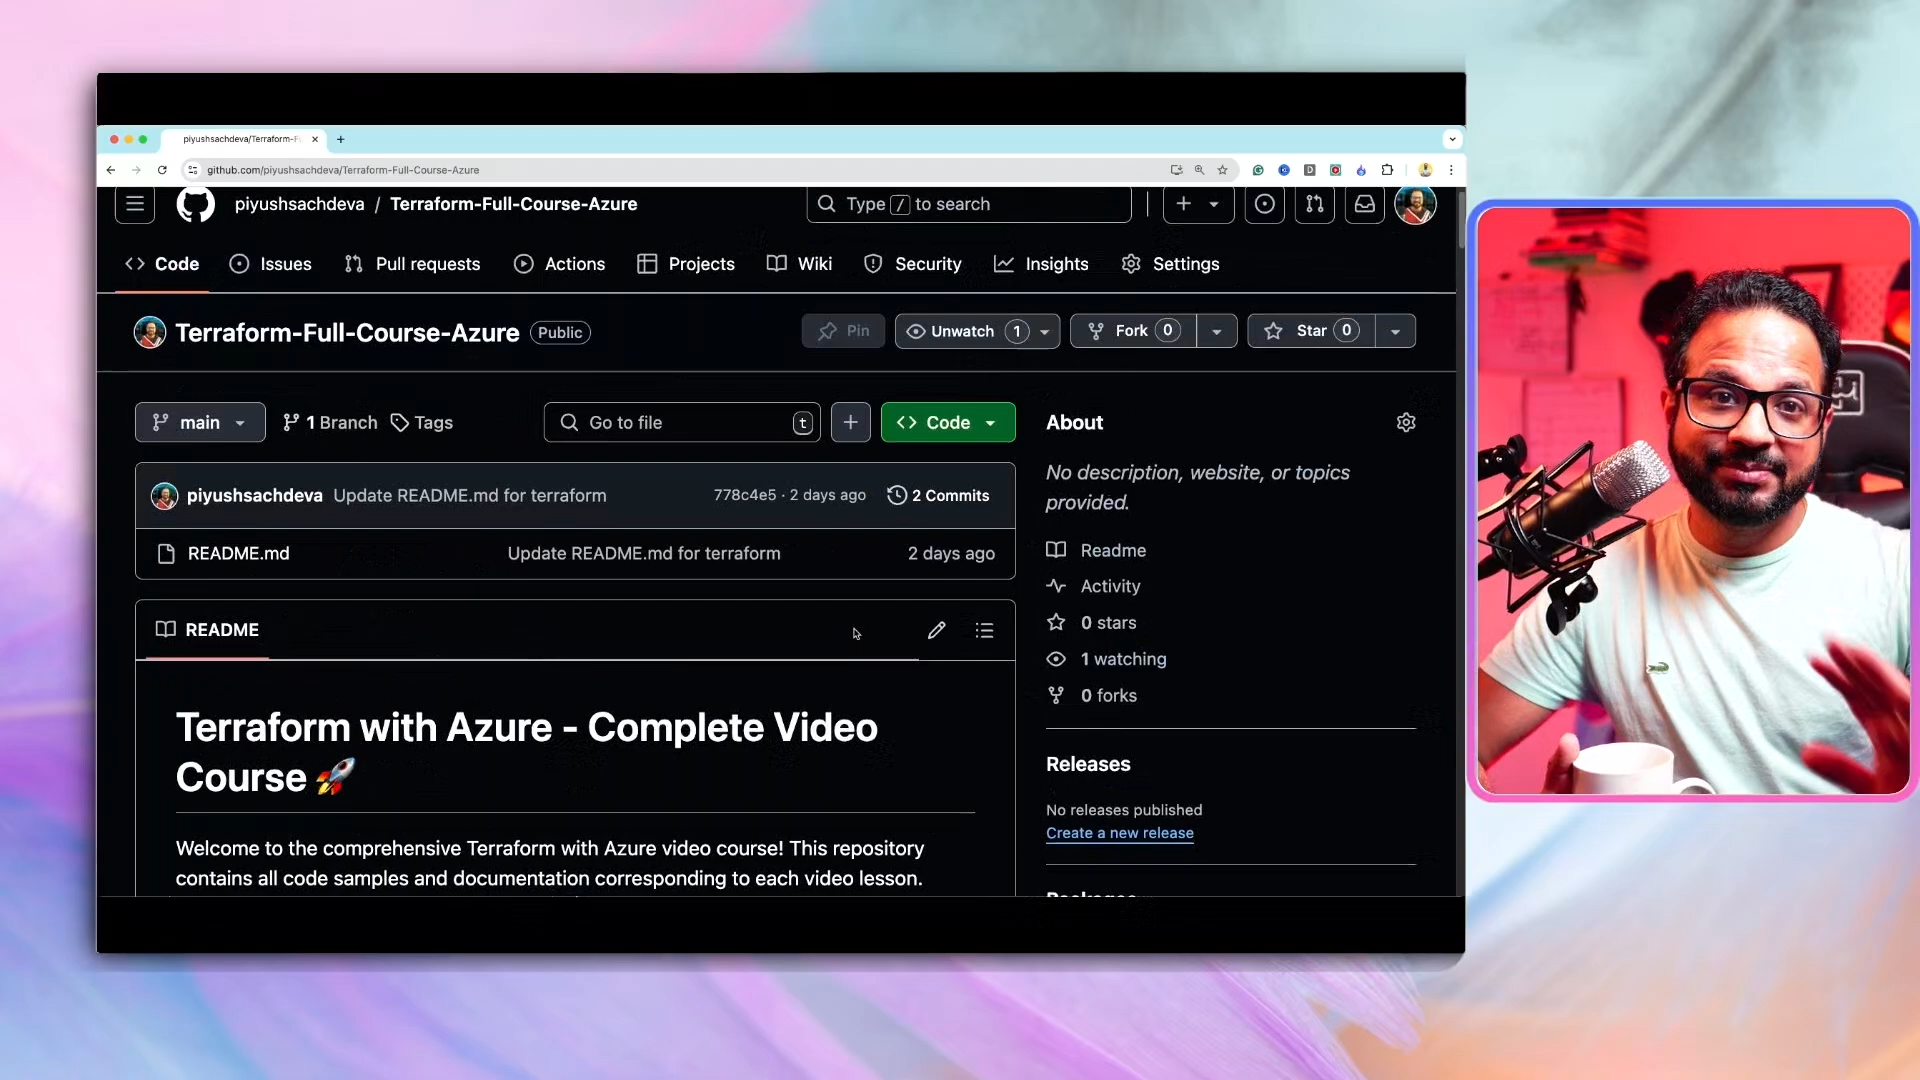 piyushsachdeva/Terraform-F
github.com/piyushsachdeva/Terraform-Full-Course-Azure
piyushsachdeva / Terraform-Full-Course-Azure
Type / to search
Code
Issues
Pull requests
Actions
Projects
Wiki
Security
Insights
Settings
Terraform-Full-Course-Azure
Public
Pin
Unwatch 1
Fork 0
Star 0
main
1 Branch
Tags
Go to file
t
Code
piyushsachdeva Update README.md for terraform
778c4e5 · 2 days ago
2 Commits
README.md
Update README.md for terraform
2 days ago
README
Terraform with Azure - Complete Video
Course 🚀
Welcome to the comprehensive Terraform with Azure video course! This repository
contains all code samples and documentation corresponding to each video lesson.
About
No description, website, or topics
provided.
Readme
Activity
0 stars
1 watching
0 forks
Releases
No releases published
Create a new release
Packages